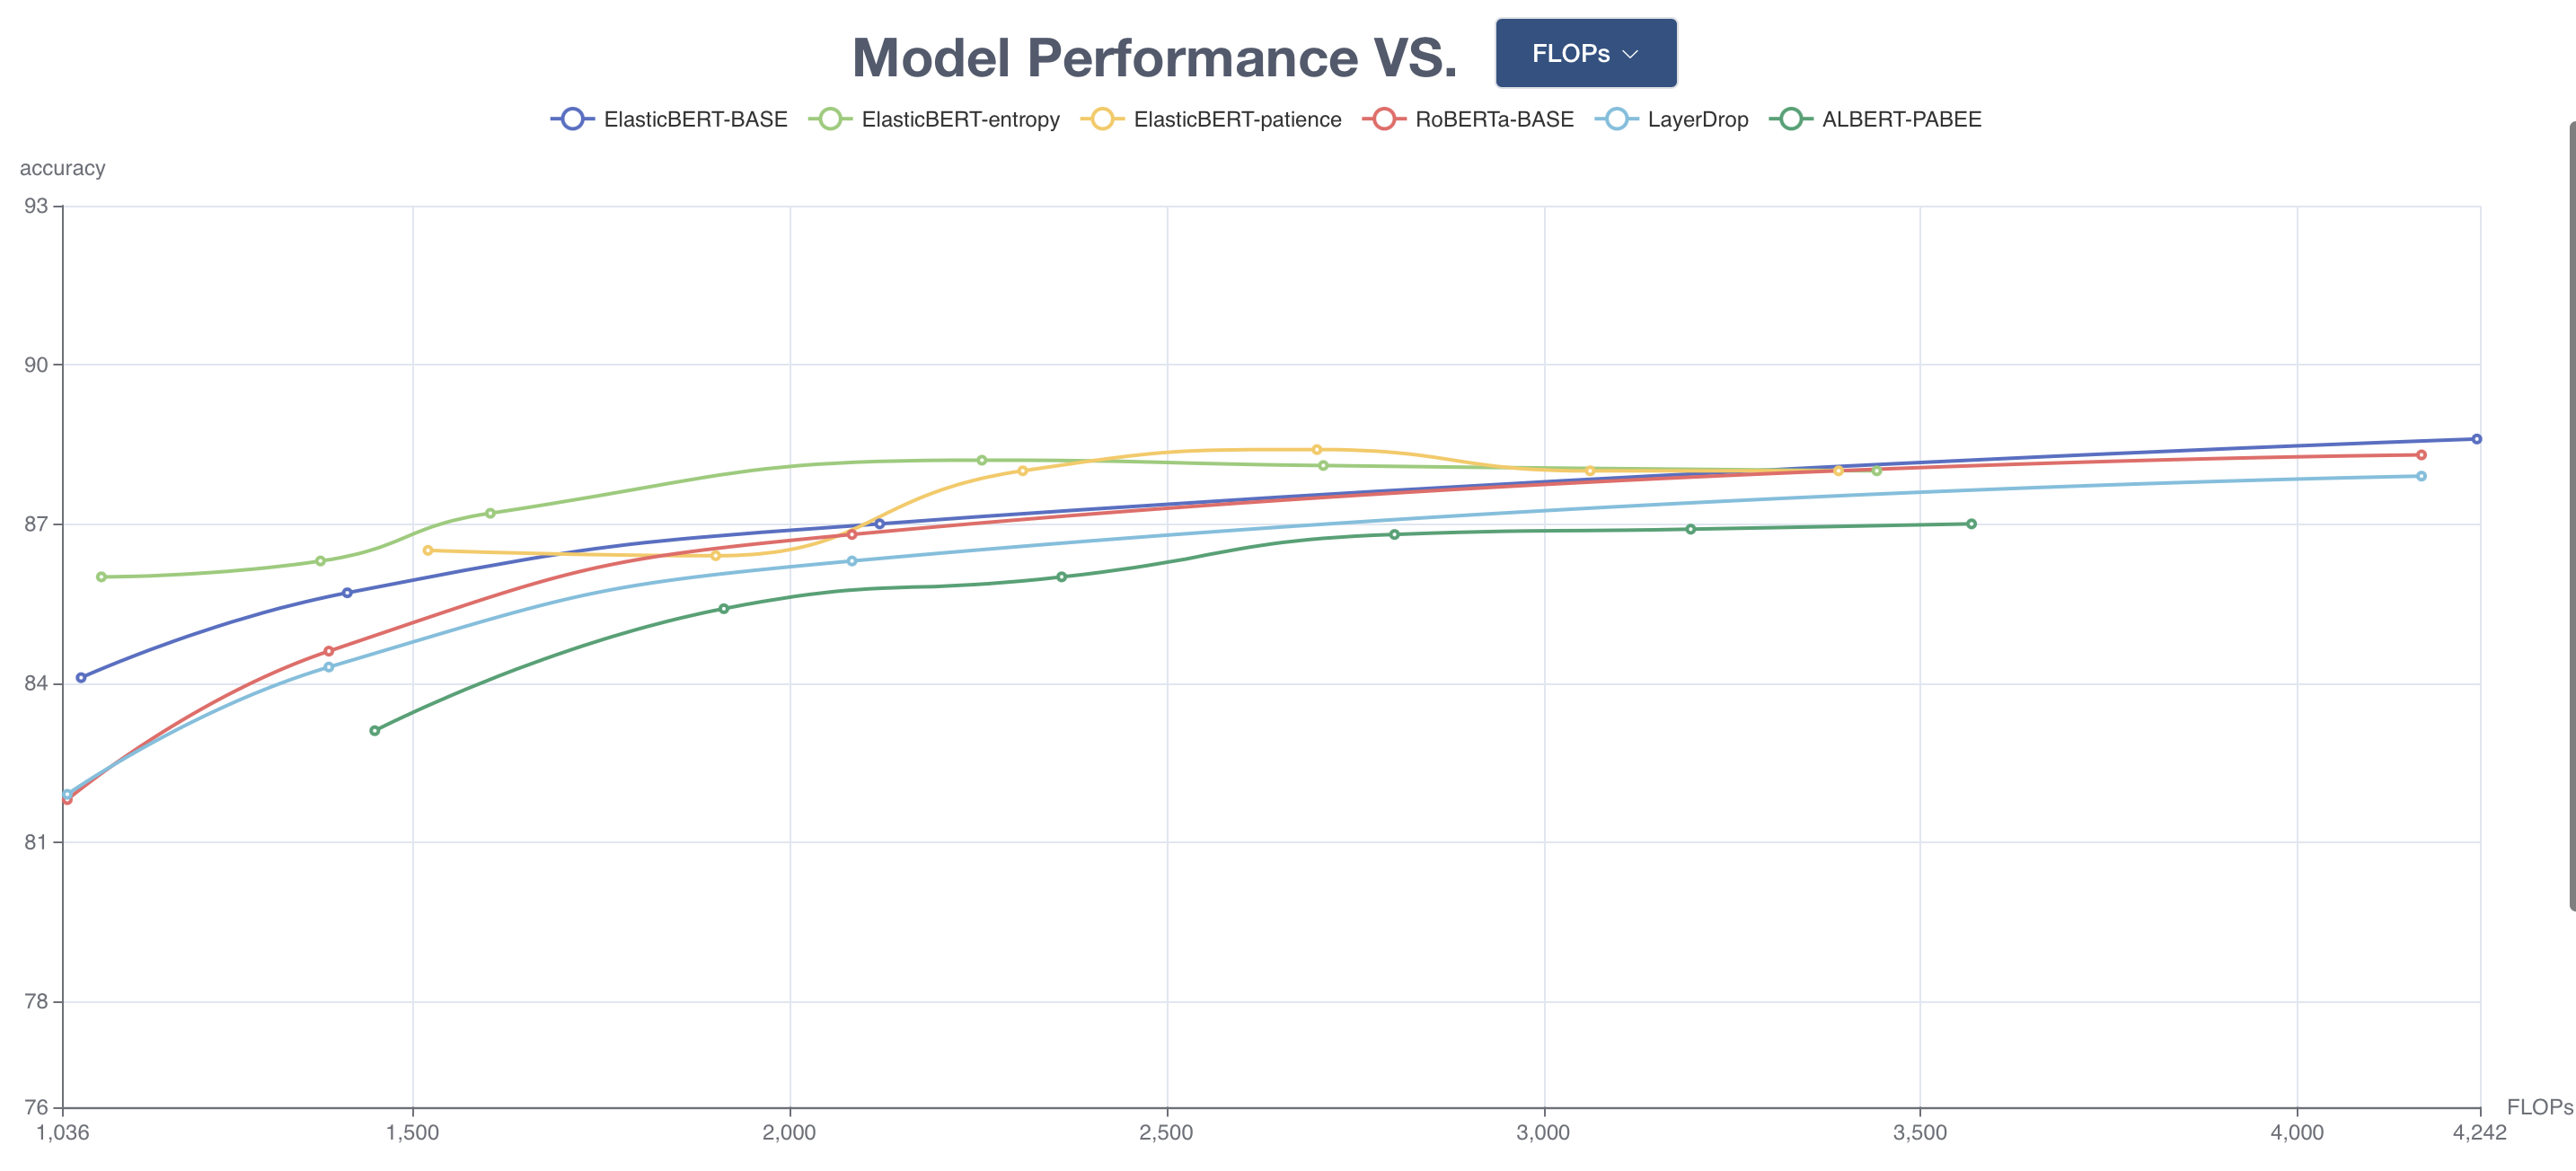 Model Performance VS. FLOPs
ElasticBERT-BASE ElasticBERT-entropy ElasticBERT-patience RoBERTa-BASE LayerDrop ALBERT-PABEE
accuracy
93
90
87
84
81
78
76
FLOPs
1,036 1,500 2,000 2,500 3,000 3,500 4,000 4,242